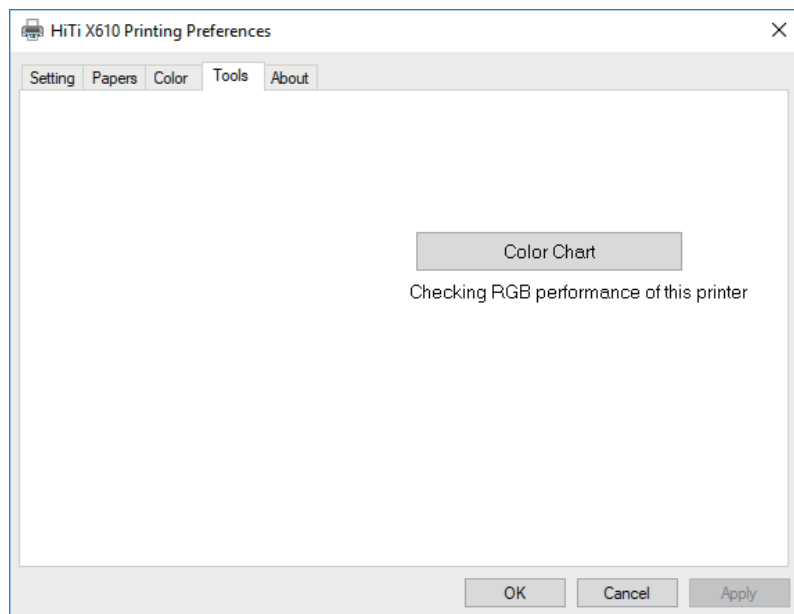 HiTi X610 Printing Preferences
Setting Papers Color Tools About
Color Chart
Checking RGB performance of this printer
OK Cancel Apply